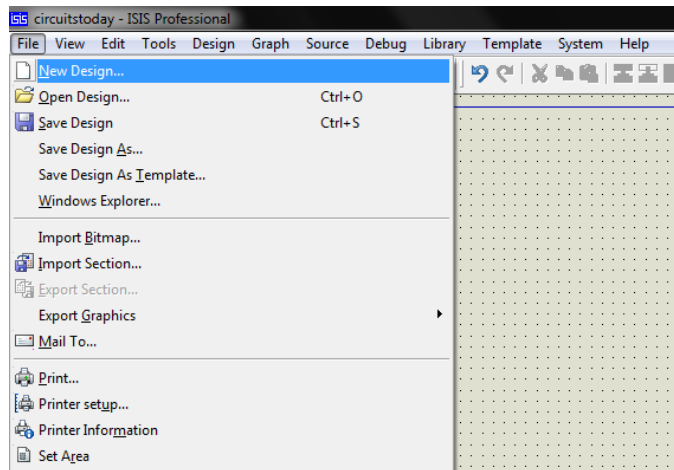 isis circuitstoday - ISIS Professional
File View Edit Tools Design Graph Source Debug Library Template System Help
New Design...
Open Design... Ctrl+O
Save Design Ctrl+S
Save Design As...
Save Design As Template...
Windows Explorer...
Import Bitmap...
Import Section...
Export Section...
Export Graphics
Mail To...
Print...
Printer setup...
Printer Information
Set Area